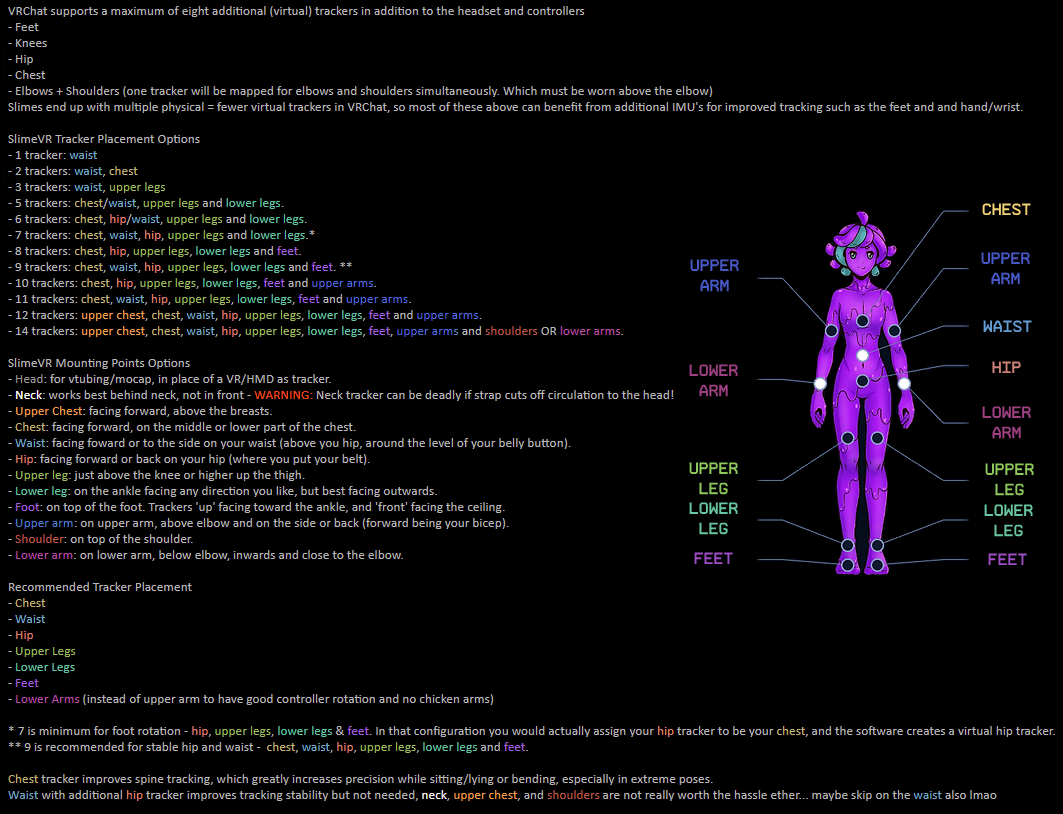 VRChat supports a maximum of eight additional (virtual) trackers in addition to the headset and controllers
- Feet
- Knees
- Hip
- Chest
- Elbows + Shoulders (one tracker will be mapped for elbows and shoulders simultaneously. Which must be worn above the elbow)
Slimes end up with multiple physical = fewer virtual trackers in VRChat, so most of these above can benefit from additional IMU's for improved tracking such as the feet and and hand/wrist.
SlimeVR Tracker Placement Options
- 1 tracker: waist
- 2 trackers: waist, chest
- 3 trackers: waist, upper legs
- 5 trackers: chest/waist, upper legs and lower legs.
- 6 trackers: chest, hip/waist, upper legs and lower legs.
- 7 trackers: chest, waist, hip, upper legs and lower legs.*
- 8 trackers: chest, hip, upper legs, lower legs and feet.
- 9 trackers: chest, waist, hip, upper legs, lower legs and feet. **
- 10 trackers: chest, hip, upper legs, lower legs, feet and upper arms.
- 11 trackers: chest, waist, hip, upper legs, lower legs, feet and upper arms.
- 12 trackers: upper chest, chest, waist, hip, upper legs, lower legs, feet and upper arms.
- 14 trackers: upper chest, chest, waist, hip, upper legs, lower legs, feet, upper arms and shoulders OR lower arms.
SlimeVR Mounting Points Options
- Head: for vtubing/mocap, in place of a VR/HMD as tracker.
Neck: works best behind neck, not in front - WARNING: Neck tracker can be deadly if strap cuts off circulation to the head!
- Upper Chest: facing forward, above the breasts.
- Chest: facing forward, on the middle or lower part of the chest.
- Waist: facing forward or to the side on your waist (above you hip, around the level of your belly button).
- Hip: facing forward or back on your hip (where you put your belt).
- Upper leg: just above the knee or higher up the thigh.
- Lower leg: on the ankle facing any direction you like, but best facing outwards.
- Foot: on top of the foot. Trackers 'up' facing toward the ankle, and 'front' facing the ceiling.
- Upper arm: on upper arm, above elbow and on the side or back (forward being your bicep).
- Shoulder: on top of the shoulder.
- Lower arm: on lower arm, below elbow, inwards and close to the elbow.
Recommended Tracker Placement
- Chest
- Waist
- Hip
- Upper Legs
- Lower Legs
- Feet
- Lower Arms (instead of upper arm to have good controller rotation and no chicken arms)
* 7 is minimum for foot rotation - hip, upper legs, lower legs & feet. In that configuration you would actually assign your hip tracker to be your chest, and the software creates a virtual hip tracker.
** 9 is recommended for stable hip and waist -  chest, waist, hip, upper legs, lower legs and feet.
Chest tracker improves spine tracking, which greatly increases precision while sitting/lying or bending, especially in extreme poses.
Waist with additional hip tracker improves tracking stability but not needed, neck, upper chest, and shoulders are not really worth the hassle ether... maybe skip on the waist also lmao
UPPER
ARM
LOWER
ARM
UPPER
LEG
LOWER
LEG
FEET
CHEST
UPPER
ARM
WAIST
HIP
LOWER
ARM
UPPER
LEG
LOWER
LEG
FEET